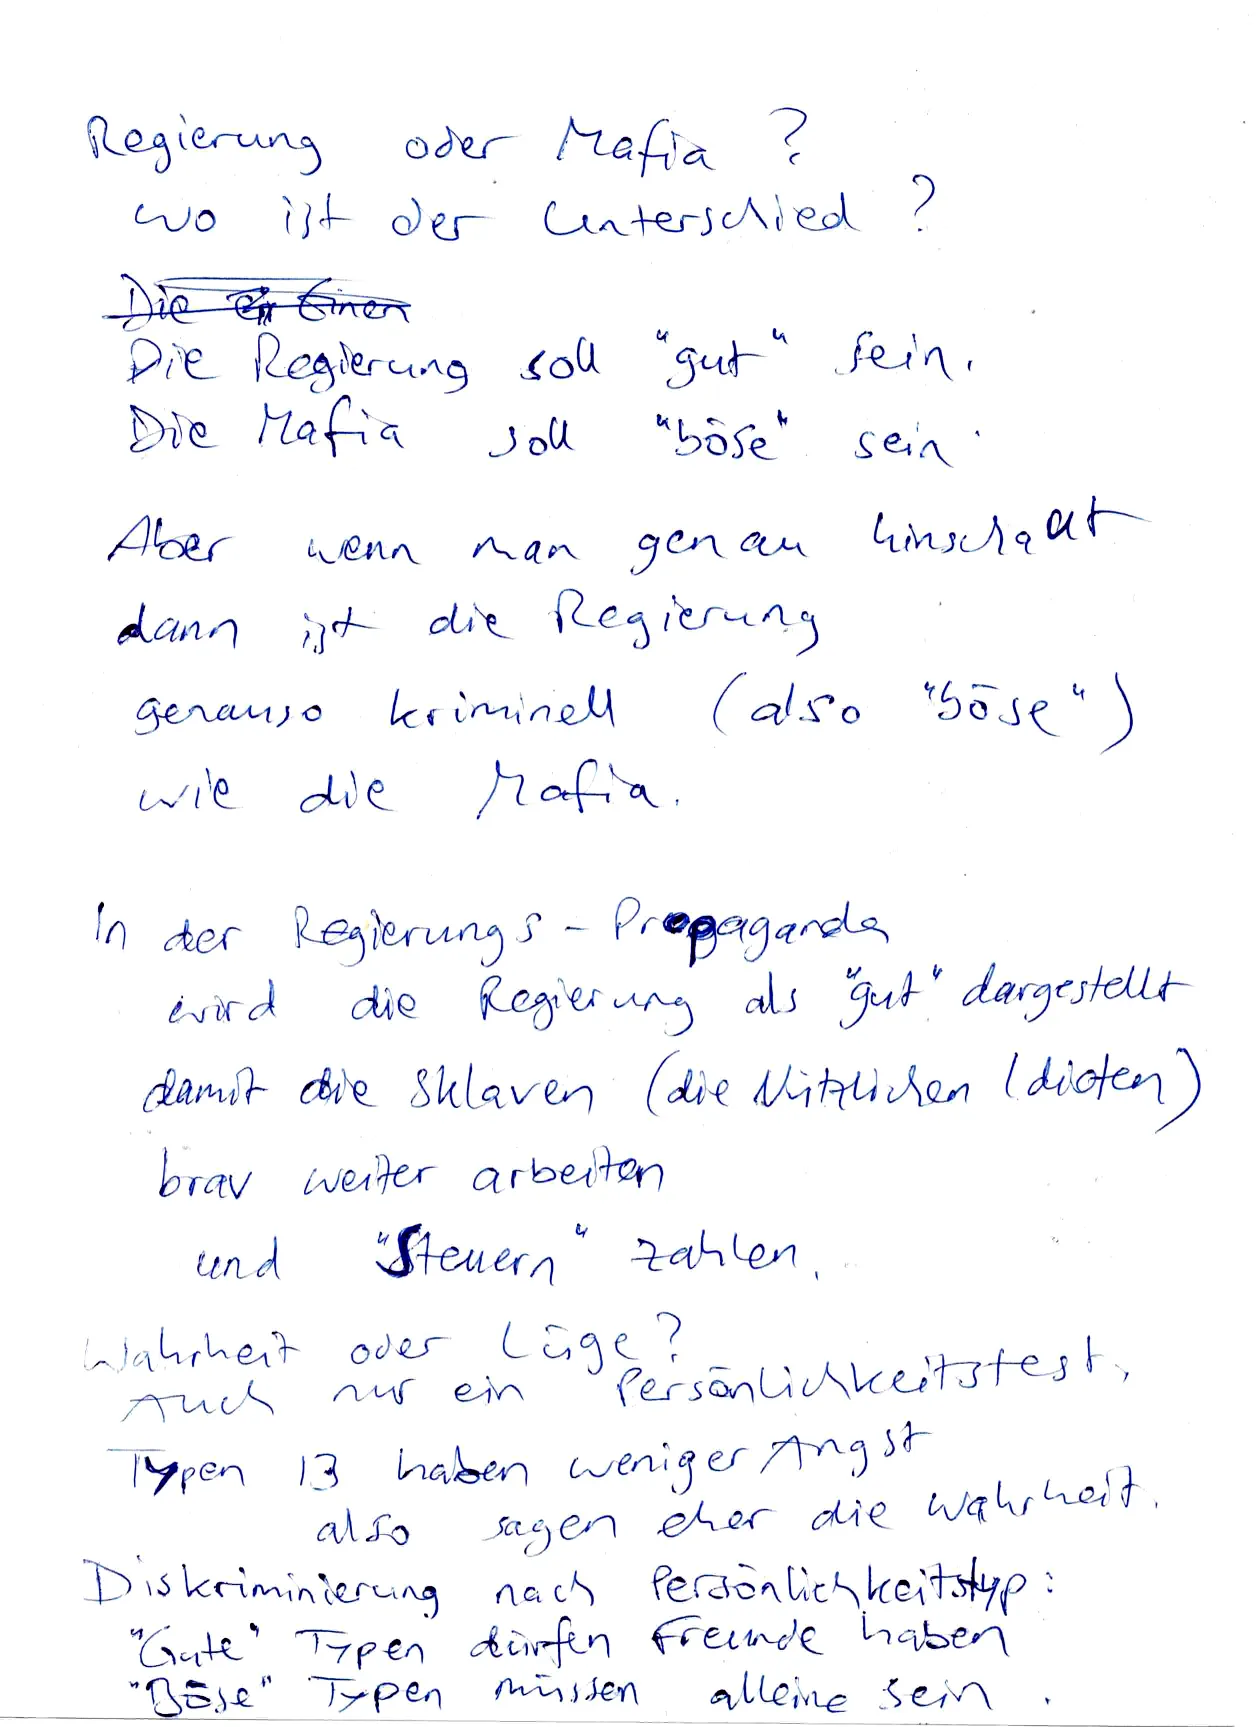 Regierung oder Mafia?
wo ist der Unterschied?
Die Einen
Die Regierung soll "gut" sein.
Die Mafia soll "böse" sein.
Aber wenn man genau hinschaut
dann ist die Regierung
genauso kriminell (also "böse")
wie die Mafia.
In der Regierungs-Propaganda
wird die Regierung als "gut" dargestellt
damit die Sklaven (die Nützlichen Idioten)
brav weiter arbeiten
und "Steuern" zahlen.
Wahrheit oder Lüge?
Auch nur ein Persönlichkeitstest.
Typen 13 haben weniger Angst
also sagen eher die Wahrheit.
Diskriminierung nach Persönlichkeitstyp:
"Gute" Typen dürfen Freunde haben
"Böse" Typen müssen alleine sein.